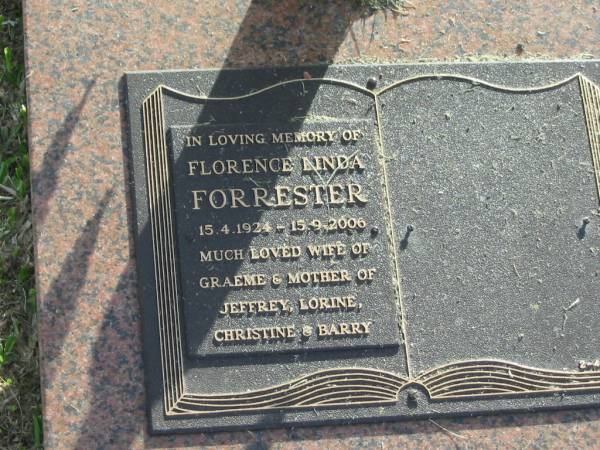 IN LOVING MEMORY OF
FLORENCE LINDA
FORRESTER
15.4.1924 - 15.9.2006
MUCH LOVED WIFE OF
GRAEME & MOTHER OF
JEFFREY, LORINE,
CHRISTINE & BARRY